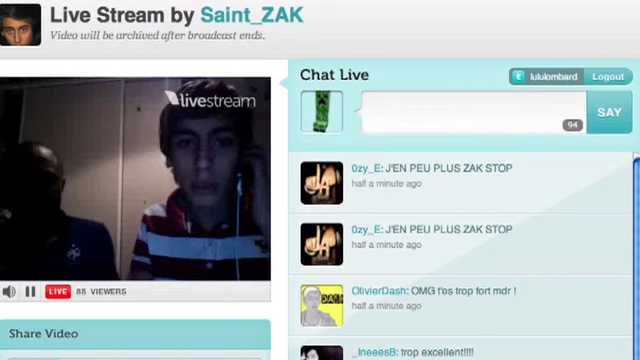 Live Stream by Saint_ZAK
Video will be archived after broadcast ends.
livestream
LIVE 88 VIEWERS
Share Video
Chat Live
lululombard Logout
94
SAY
0zy_E: J'EN PEU PLUS ZAK STOP
half a minute ago
0zy_E: J'EN PEU PLUS ZAK STOP
half a minute ago
OlivierDash: OMG t'es trop fort mdr !
half a minute ago
_IneeesB: trop excellent!!!!